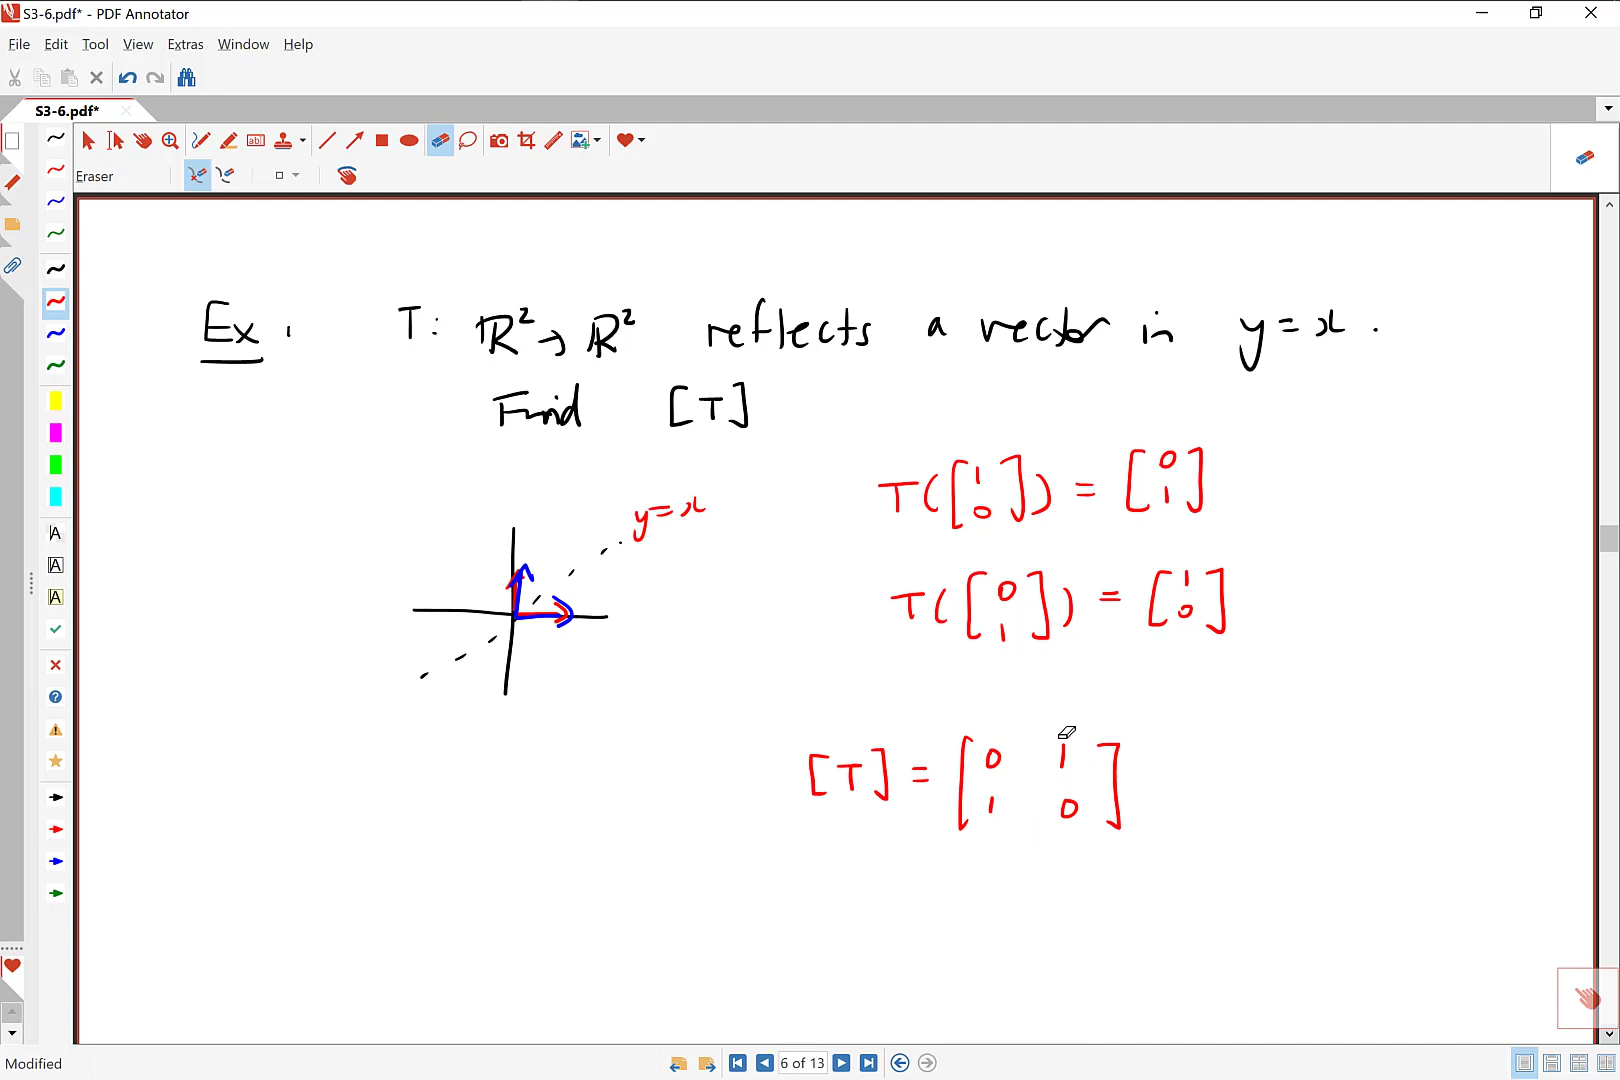 S3-6.pdf* - PDF Annotator
File Edit Tool View Extras Window Help
S3-6.pdf*
Eraser
Ex. T: ℝ² → ℝ² reflects a vector in y = x.
Find [T]
T([1 0]) = [0 1]
y = x
T([0 1]) = [1 0]
[T] = [0 1
1 0]
A
A
A
Modified
6 of 13